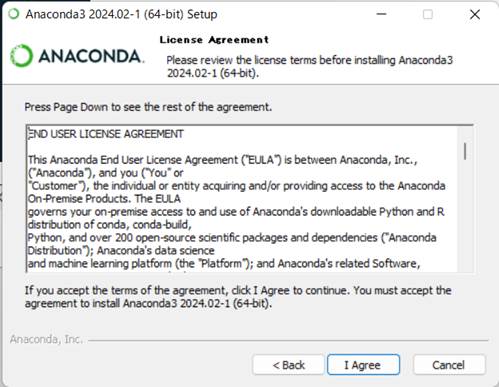 Anaconda3 2024.02-1 (64-bit) Setup
License Agreement
ANACONDA.
Please review the license terms before installing Anaconda3
2024.02-1 (64-bit).
Press Page Down to see the rest of the agreement.
END USER LICENSE AGREEMENT
This Anaconda End User License Agreement ("EULA") is between Anaconda, Inc.,
("Anaconda"), and you ("You" or
"Customer"), the individual or entity acquiring and/or providing access to the Anaconda
On-Premise Products. The EULA
governs your on-premise access to and use of Anaconda's downloadable Python and R
distribution of conda, conda-build,
Python, and over 200 open-source scientific packages and dependencies ("Anaconda
Distribution"); Anaconda's data science
and machine learning platform (the "Platform"); and Anaconda's related Software,
If you accept the terms of the agreement, click I Agree to continue. You must accept the
agreement to install Anaconda3 2024.02-1 (64-bit).
Anaconda, Inc.
< Back
I Agree
Cancel